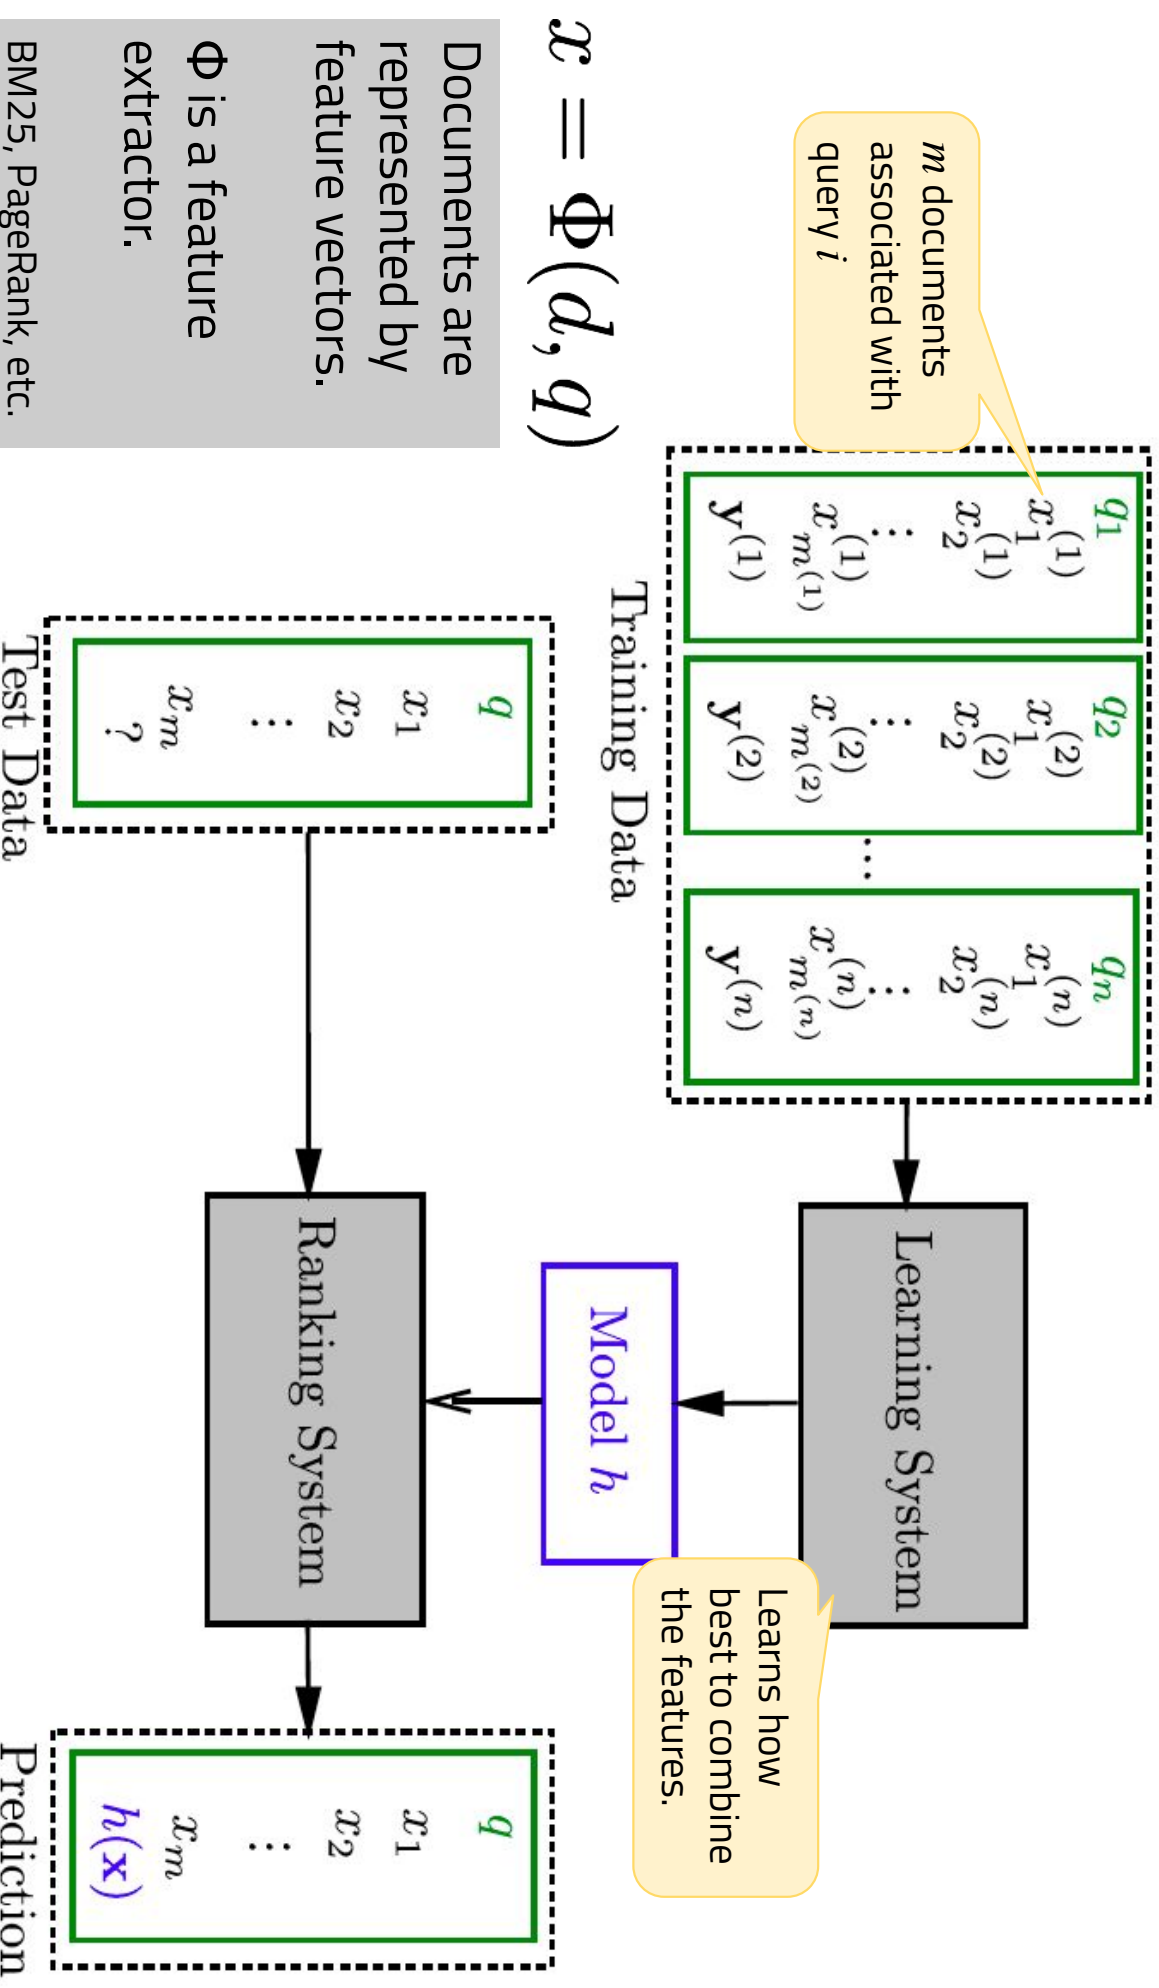 m documents
associated with
query i
x = Φ(d, q)
Documents are
represented by
feature vectors.
Φ is a feature
extractor.
BM25, PageRank, etc.
q₁
x₁⁽¹⁾
x₂⁽¹⁾
⋮
x_{m⁽¹⁾}⁽¹⁾
y⁽¹⁾
q₂
x₁⁽²⁾
x₂⁽²⁾
⋮
x_{m⁽²⁾}⁽²⁾
y⁽²⁾
⋯
qₙ
x₁⁽ⁿ⁾
x₂⁽ⁿ⁾
⋮
x_{m⁽ⁿ⁾}⁽ⁿ⁾
y⁽ⁿ⁾
Training Data
Learning System
Learns how
best to combine
the features.
Model h
q
x₁
x₂
⋮
xₘ
?
Test Data
Ranking System
q
x₁
x₂
⋮
xₘ
h(x)
Prediction